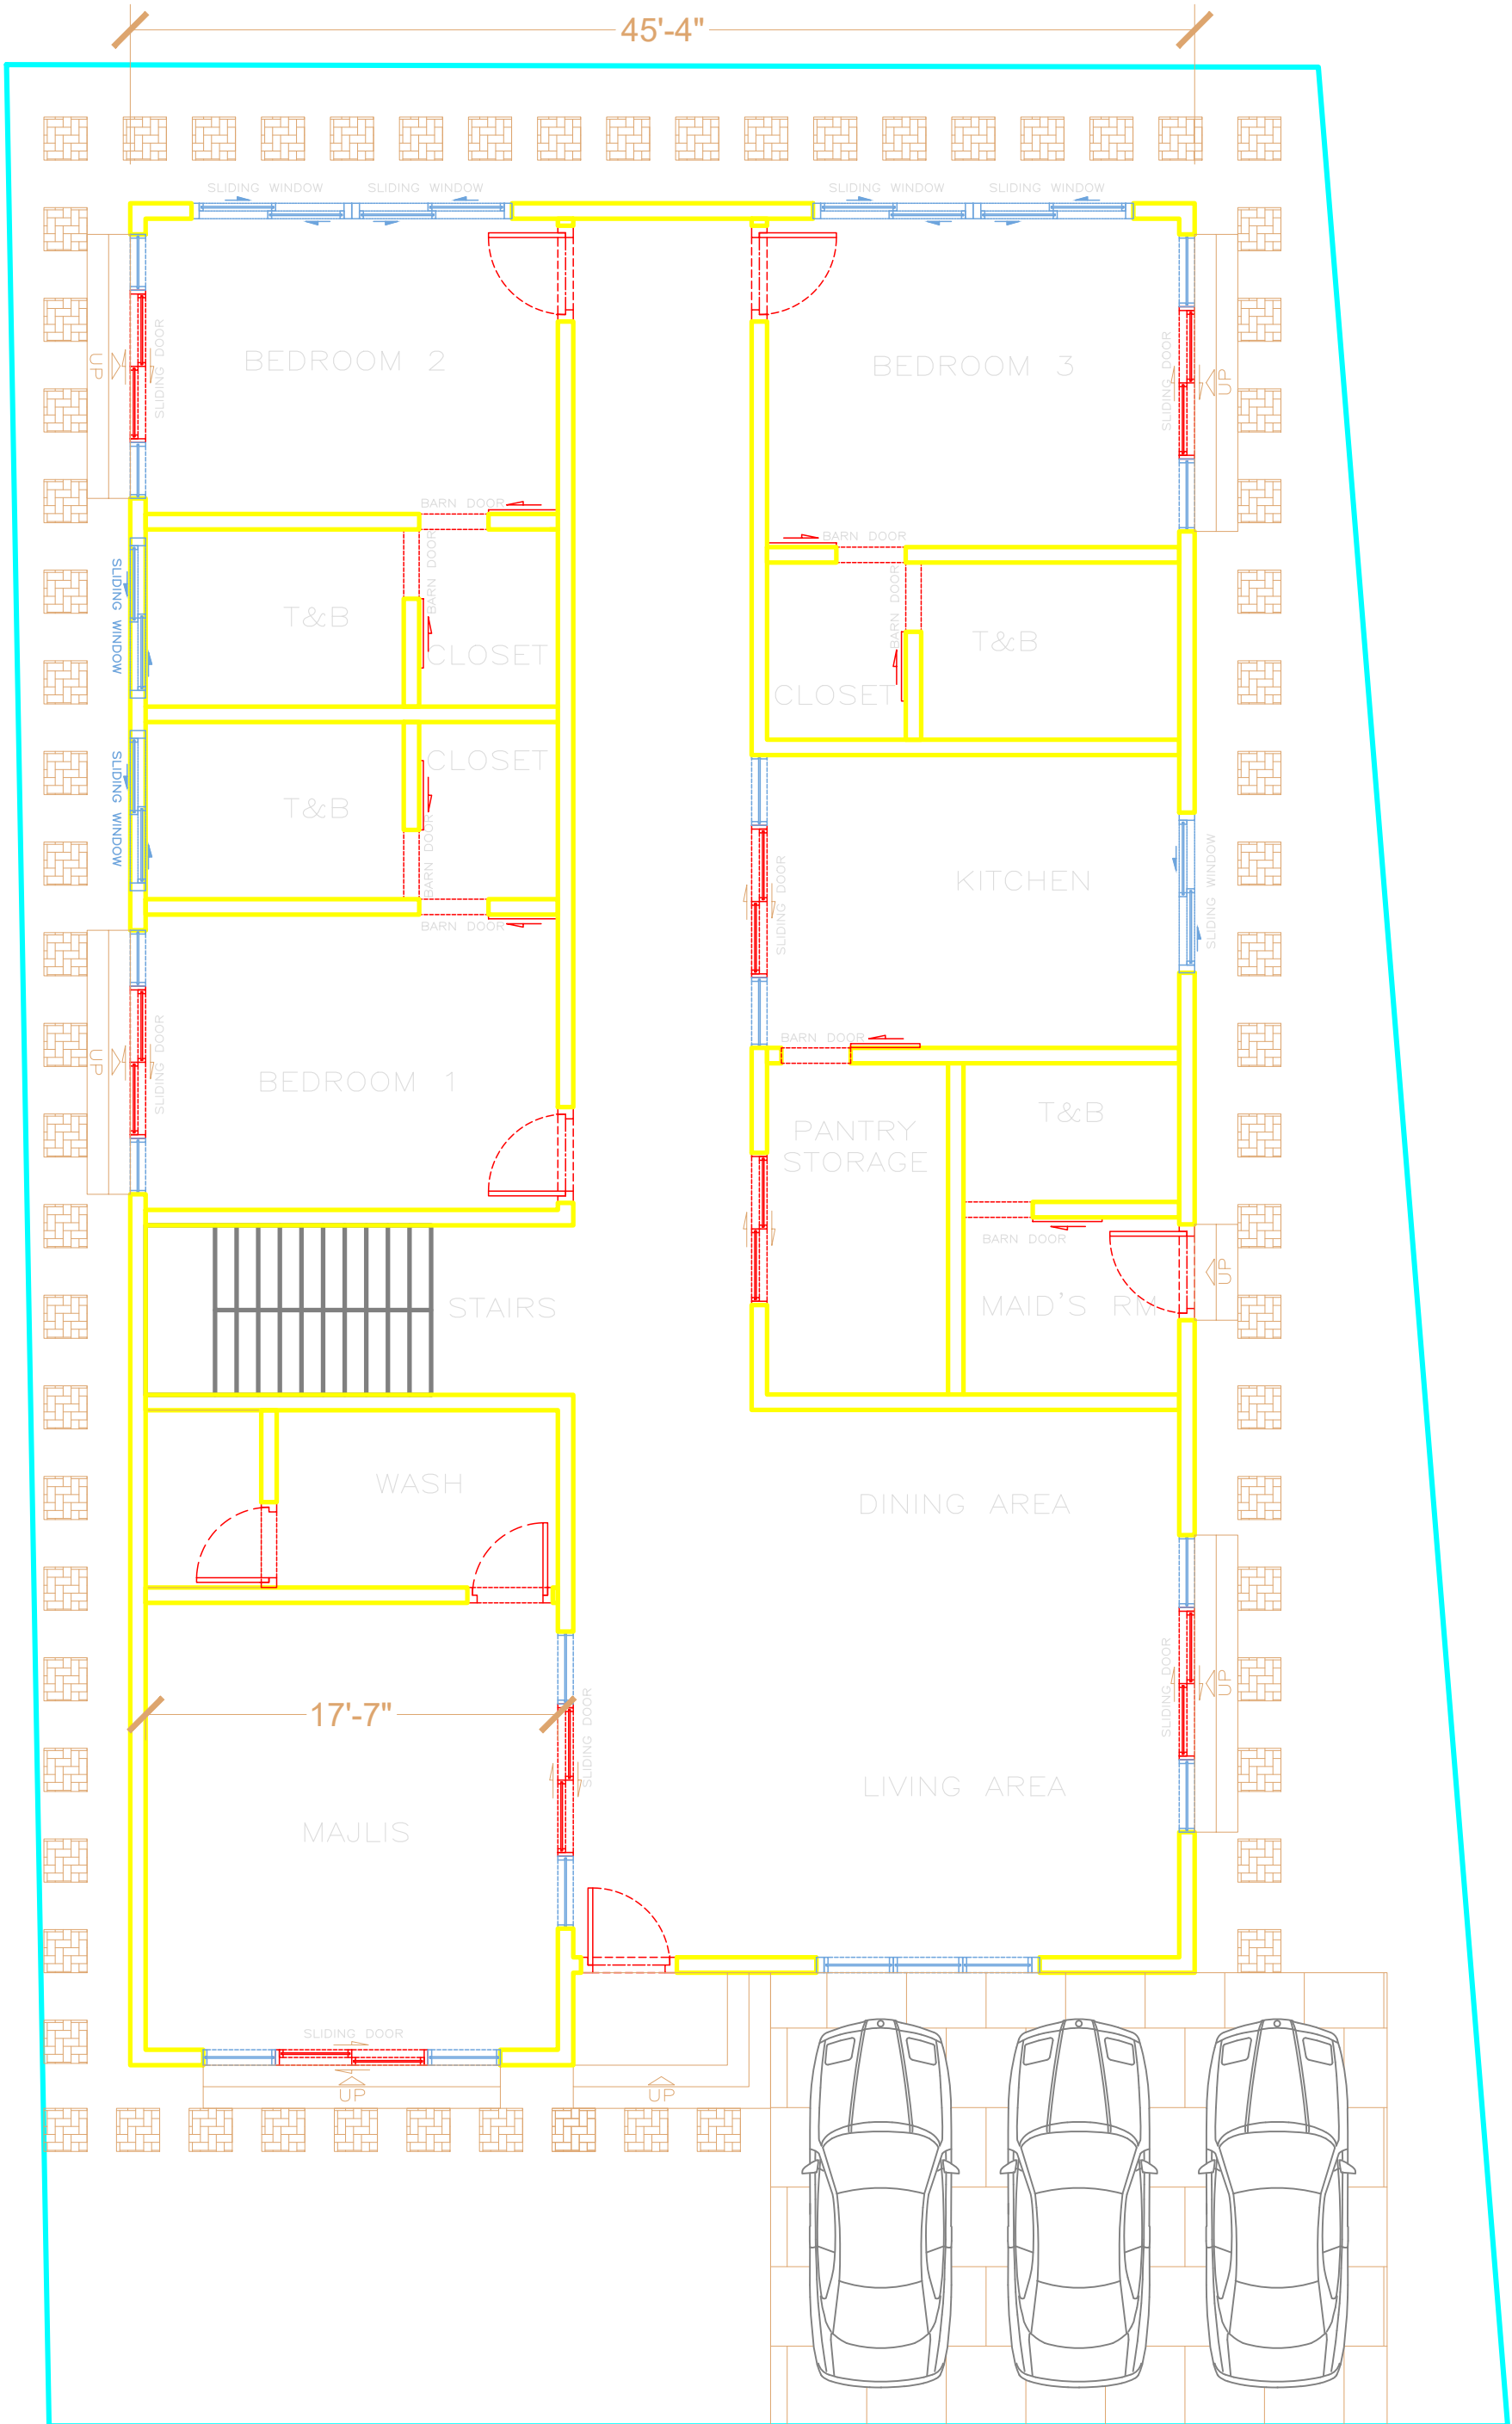 45'-4"
SLIDING WINDOW
SLIDING WINDOW
SLIDING WINDOW
SLIDING WINDOW
SLIDING DOOR
SLIDING DOOR
UP
BEDROOM 2
BEDROOM 3
UP
BARN DOOR
BARN DOOR
BARN DOOR
BARN DOOR
SLIDING WINDOW
T&B
CLOSET
T&B
CLOSET
SLIDING WINDOW
CLOSET
T&B
BARN DOOR
BARN DOOR
SLIDING DOOR
KITCHEN
SLIDING WINDOW
UP
SLIDING DOOR
BEDROOM 1
BARN DOOR
PANTRY
STORAGE
T&B
BARN DOOR
UP
STAIRS
MAID'S RM
WASH
DINING AREA
17'-7"
SLIDING DOOR
SLIDING DOOR
UP
LIVING AREA
MAJLIS
SLIDING DOOR
UP
UP